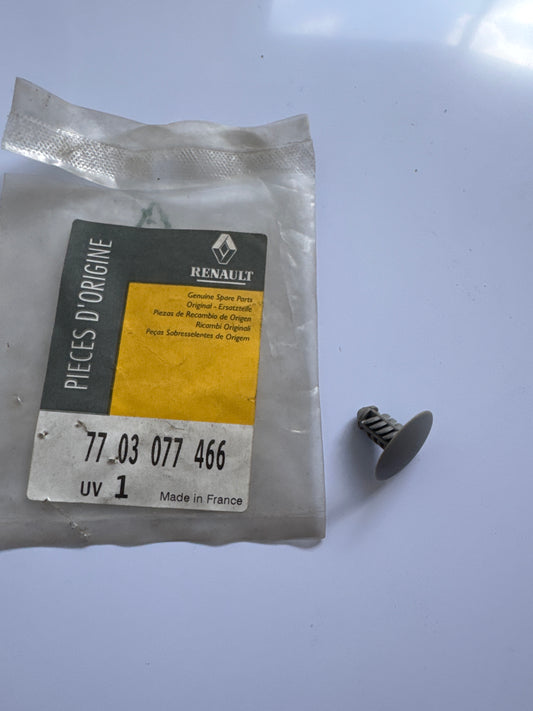 PIECES D'ORIGINE
RENAULT
Genuine Spare Parts
Original - Ersatzteile
Piezas de Recambio de Origen
Ricambi Originali
Peças Sobresselentes de Origem
77 03 077 466
UV 1
Made in France